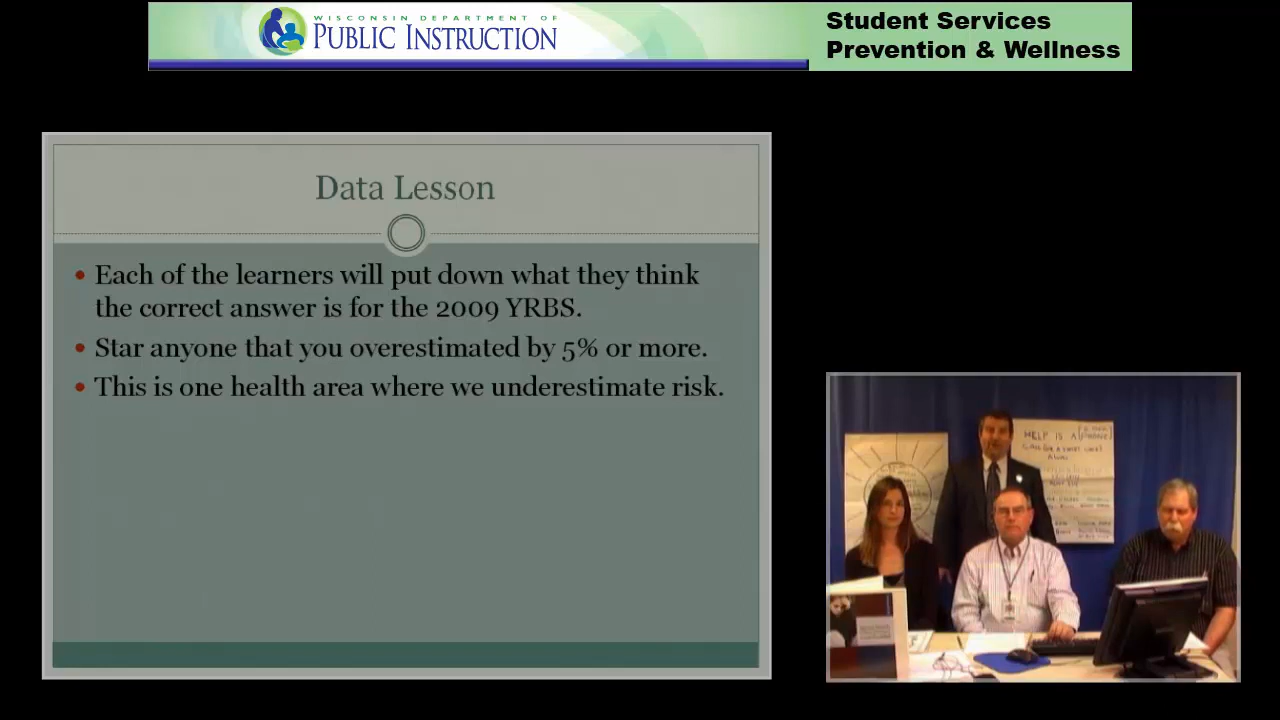 WISCONSIN DEPARTMENT OF
PUBLIC INSTRUCTION
Student Services
Prevention & Wellness
Data Lesson
• Each of the learners will put down what they think
the correct answer is for the 2009 YRBS.
• Star anyone that you overestimated by 5% or more.
• This is one health area where we underestimate risk.
HELP IS A